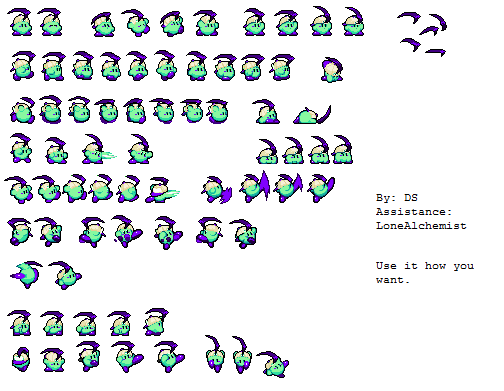 By: DS
Assistance:
LoneAlchemist
Use it how you
want.